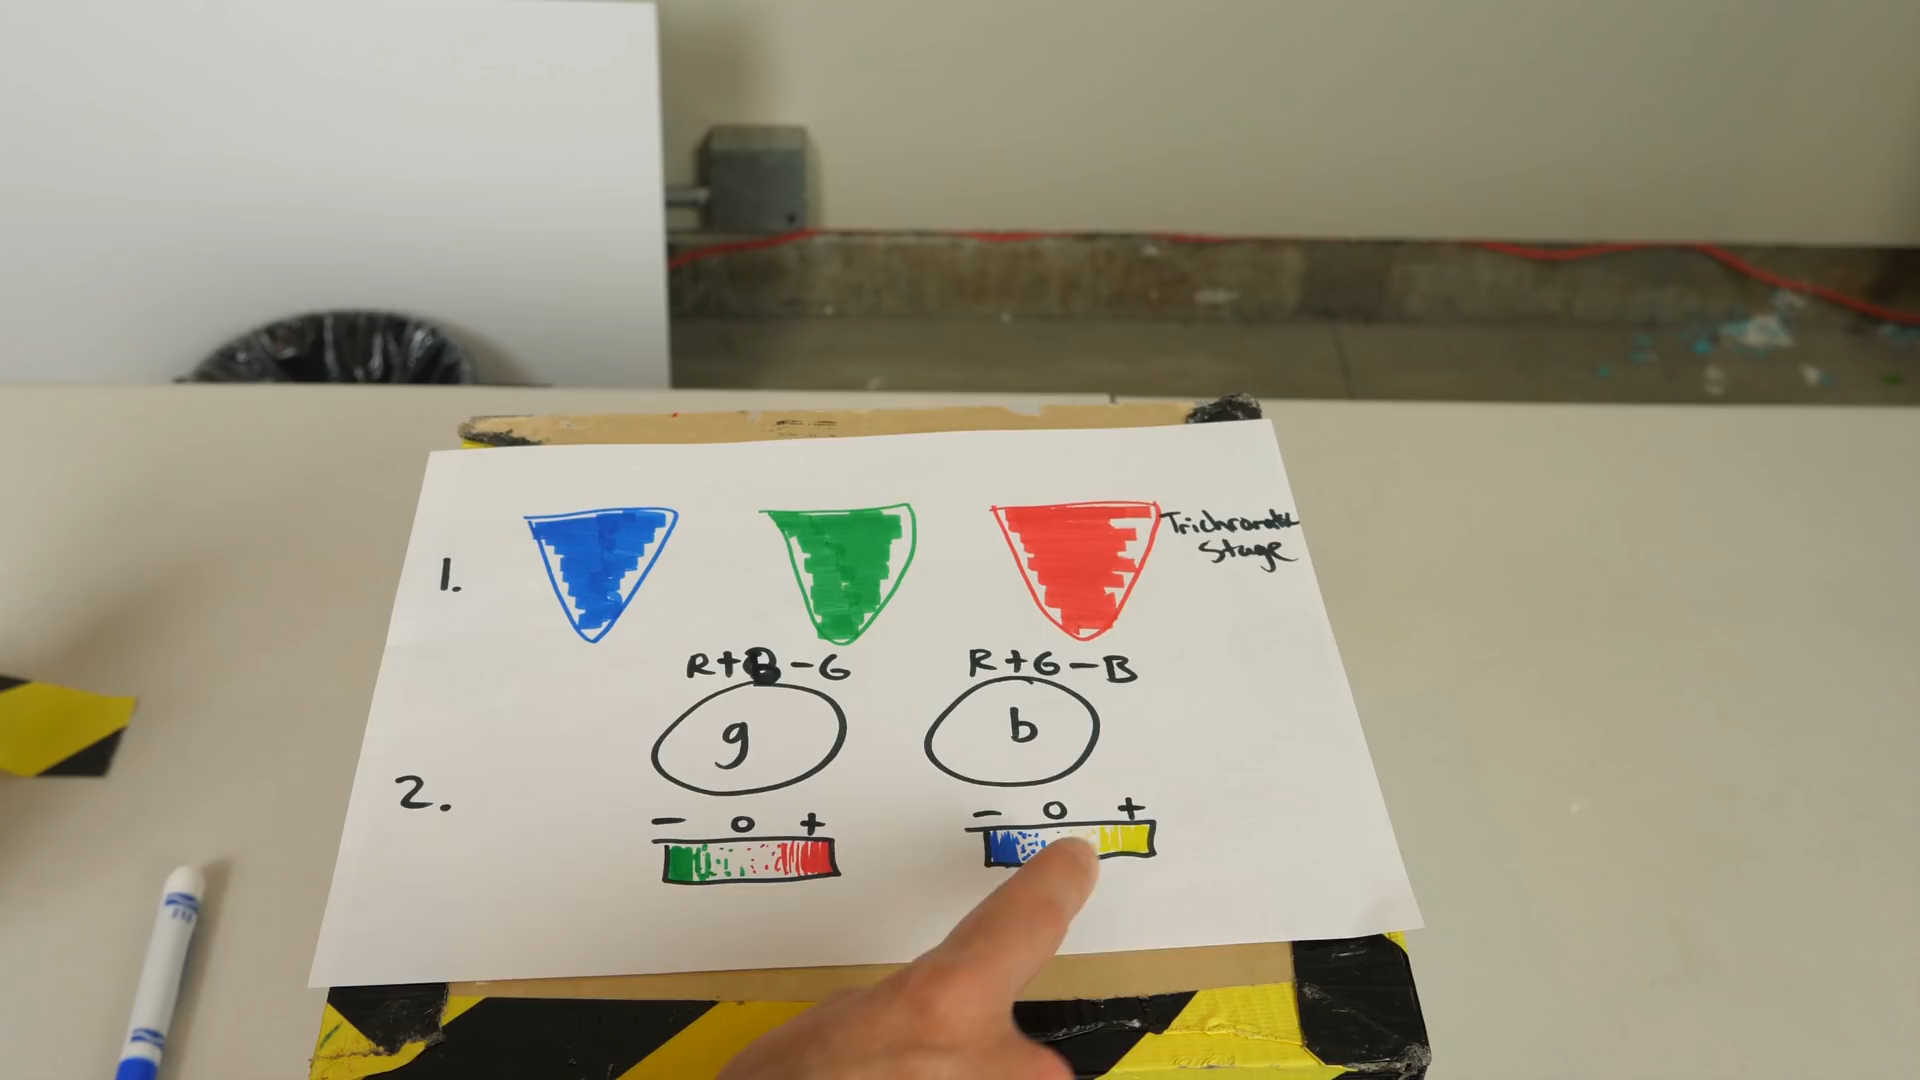 Trichromatic
Stage
1.
R+B-G
R+G-B
g
b
2.
- 0 +
- 0 +